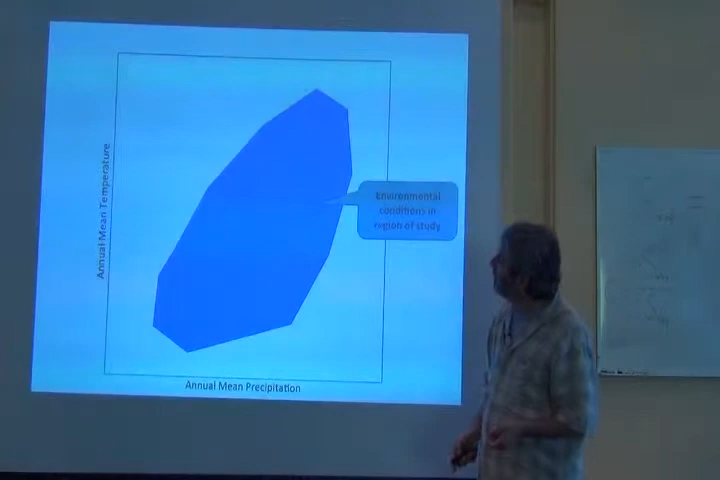 Annual Mean Temperature
Environmental
conditions in
region of study
Annual Mean Precipitation